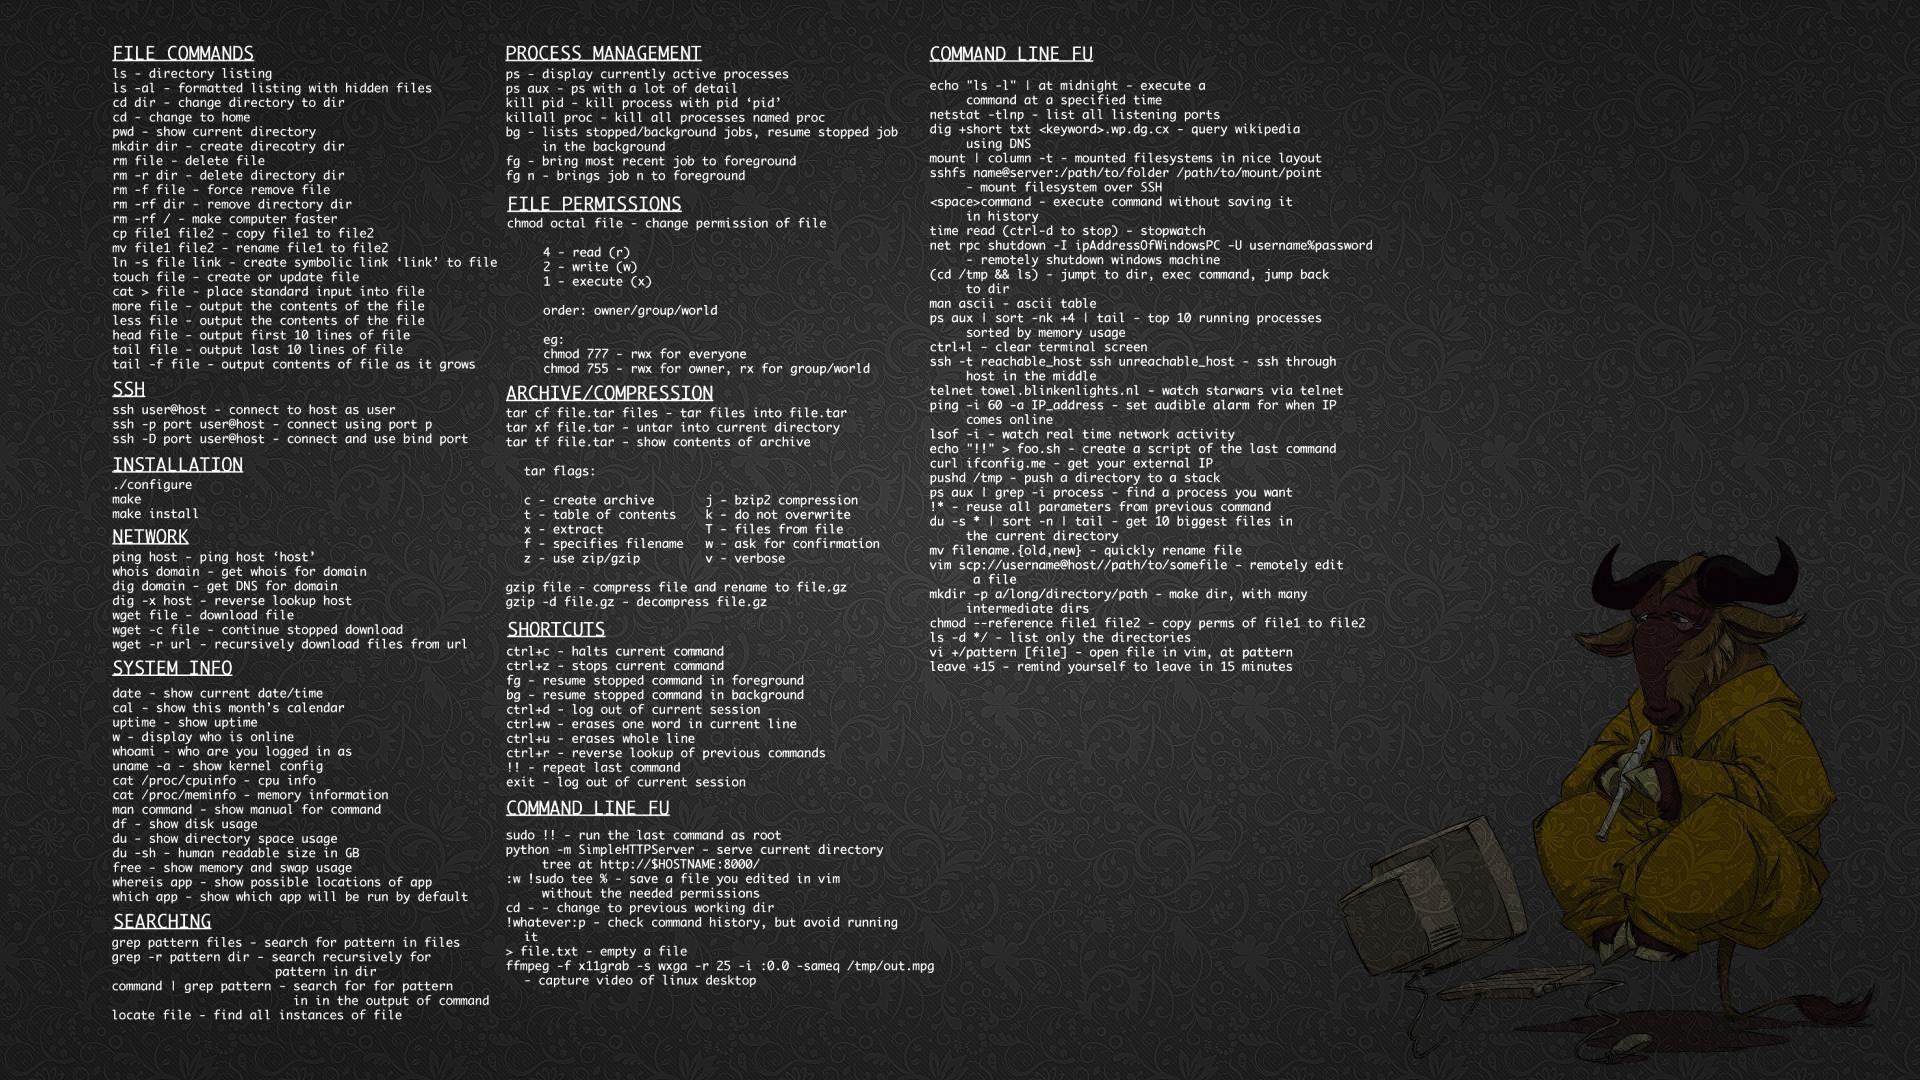 FILE COMMANDS
ls - directory listing
ls -al - formatted listing with hidden files
cd dir - change directory to dir
cd - change to home
pwd - show current directory
mkdir dir - create direcotry dir
rm file - delete file
rm -r dir - delete directory dir
rm -f file - force remove file
rm -rf dir - remove directory dir
rm -rf / - make computer faster
cp file1 file2 - copy file1 to file2
mv file1 file2 - rename file1 to file2
ln -s file link - create symbolic link ‘link’ to file
touch file - create or update file
cat > file - place standard input into file
more file - output the contents of the file
less file - output the contents of the file
head file - output first 10 lines of file
tail file - output last 10 lines of file
tail -f file - output contents of file as it grows
SSH
ssh user@host - connect to host as user
ssh -p port user@host - connect using port p
ssh -D port user@host - connect and use bind port
INSTALLATION
./configure
make
make install
NETWORK
ping host - ping host ‘host’
whois domain - get whois for domain
dig domain - get DNS for domain
dig -x host - reverse lookup host
wget file - download file
wget -c file - continue stopped download
wget -r url - recursively download files from url
SYSTEM INFO
date - show current date/time
cal - show this month’s calendar
uptime - show uptime
w - display who is online
whoami - who are you logged in as
uname -a - show kernel config
cat /proc/cpuinfo - cpu info
cat /proc/meminfo - memory information
man command - show manual for command
df - show disk usage
du - show directory space usage
du -sh - human readable size in GB
free - show memory and swap usage
whereis app - show possible locations of app
which app - show which app will be run by default
SEARCHING
grep pattern files - search for pattern in files
grep -r pattern dir - search recursively for
pattern in dir
command | grep pattern - search for for pattern
in in the output of command
locate file - find all instances of file
PROCESS MANAGEMENT
ps - display currently active processes
ps aux - ps with a lot of detail
kill pid - kill process with pid ‘pid’
killall proc - kill all processes named proc
bg - lists stopped/background jobs, resume stopped job
in the background
fg - bring most recent job to foreground
fg n - brings job n to foreground
FILE PERMISSIONS
chmod octal file - change permission of file
4 - read (r)
2 - write (w)
1 - execute (x)
order: owner/group/world
eg:
chmod 777 - rwx for everyone
chmod 755 - rwx for owner, rx for group/world
ARCHIVE/COMPRESSION
tar cf file.tar files - tar files into file.tar
tar xf file.tar - untar into current directory
tar tf file.tar - show contents of archive
tar flags:
c - create archive j - bzip2 compression
t - table of contents k - do not overwrite
x - extract T - files from file
f - specifies filename w - ask for confirmation
z - use zip/gzip v - verbose
gzip file - compress file and rename to file.gz
gzip -d file.gz - decompress file.gz
SHORTCUTS
ctrl+c - halts current command
ctrl+z - stops current command
fg - resume stopped command in foreground
bg - resume stopped command in background
ctrl+d - log out of current session
ctrl+w - erases one word in current line
ctrl+u - erases whole line
ctrl+r - reverse lookup of previous commands
!! - repeat last command
exit - log out of current session
COMMAND LINE FU
sudo !! - run the last command as root
python -m SimpleHTTPServer - serve current directory
tree at http://$HOSTNAME:8000/
:w !sudo tee % - save a file you edited in vim
without the needed permissions
cd - - change to previous working dir
!whatever:p - check command history, but avoid running
it
> file.txt - empty a file
ffmpeg -f x11grab -s wxga -r 25 -i :0.0 -sameq /tmp/out.mpg
- capture video of linux desktop
COMMAND LINE FU
echo "ls -l" | at midnight - execute a
command at a specified time
netstat -tlnp - list all listening ports
dig +short txt <keyword>.wp.dg.cx - query wikipedia
using DNS
mount | column -t - mounted filesystems in nice layout
sshfs name@server:/path/to/folder /path/to/mount/point
- mount filesystem over SSH
<space>command - execute command without saving it
in history
time read (ctrl-d to stop) - stopwatch
net rpc shutdown -I ipAddressOfWindowsPC -U username%password
- remotely shutdown windows machine
(cd /tmp && ls) - jumpt to dir, exec command, jump back
to dir
man ascii - ascii table
ps aux | sort -nk +4 | tail - top 10 running processes
sorted by memory usage
ctrl+l - clear terminal screen
ssh -t reachable_host ssh unreachable_host - ssh through
host in the middle
telnet towel.blinkenlights.nl - watch starwars via telnet
ping -i 60 -a IP_address - set audible alarm for when IP
comes online
lsof -i - watch real time network activity
echo "!!" > foo.sh - create a script of the last command
curl ifconfig.me - get your external IP
pushd /tmp - push a directory to a stack
ps aux | grep -i process - find a process you want
!* - reuse all parameters from previous command
du -s * | sort -n | tail - get 10 biggest files in
the current directory
mv filename.{old,new} - quickly rename file
vim scp://username@host//path/to/somefile - remotely edit
a file
mkdir -p a/long/directory/path - make dir, with many
intermediate dirs
chmod --reference file1 file2 - copy perms of file1 to file2
ls -d */ - list only the directories
vi +/pattern [file] - open file in vim, at pattern
leave +15 - remind yourself to leave in 15 minutes